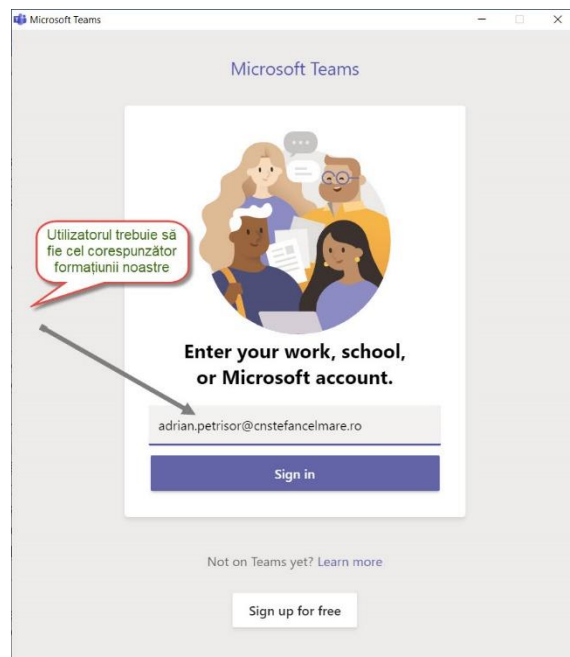 Microsoft Teams
Microsoft Teams
Utilizatorul trebuie să
fie cel corespunzător
formațiunii noastre
Enter your work, school,
or Microsoft account.
adrian.petrisor@cnstefancelmare.ro
Sign in
Not on Teams yet? Learn more
Sign up for free